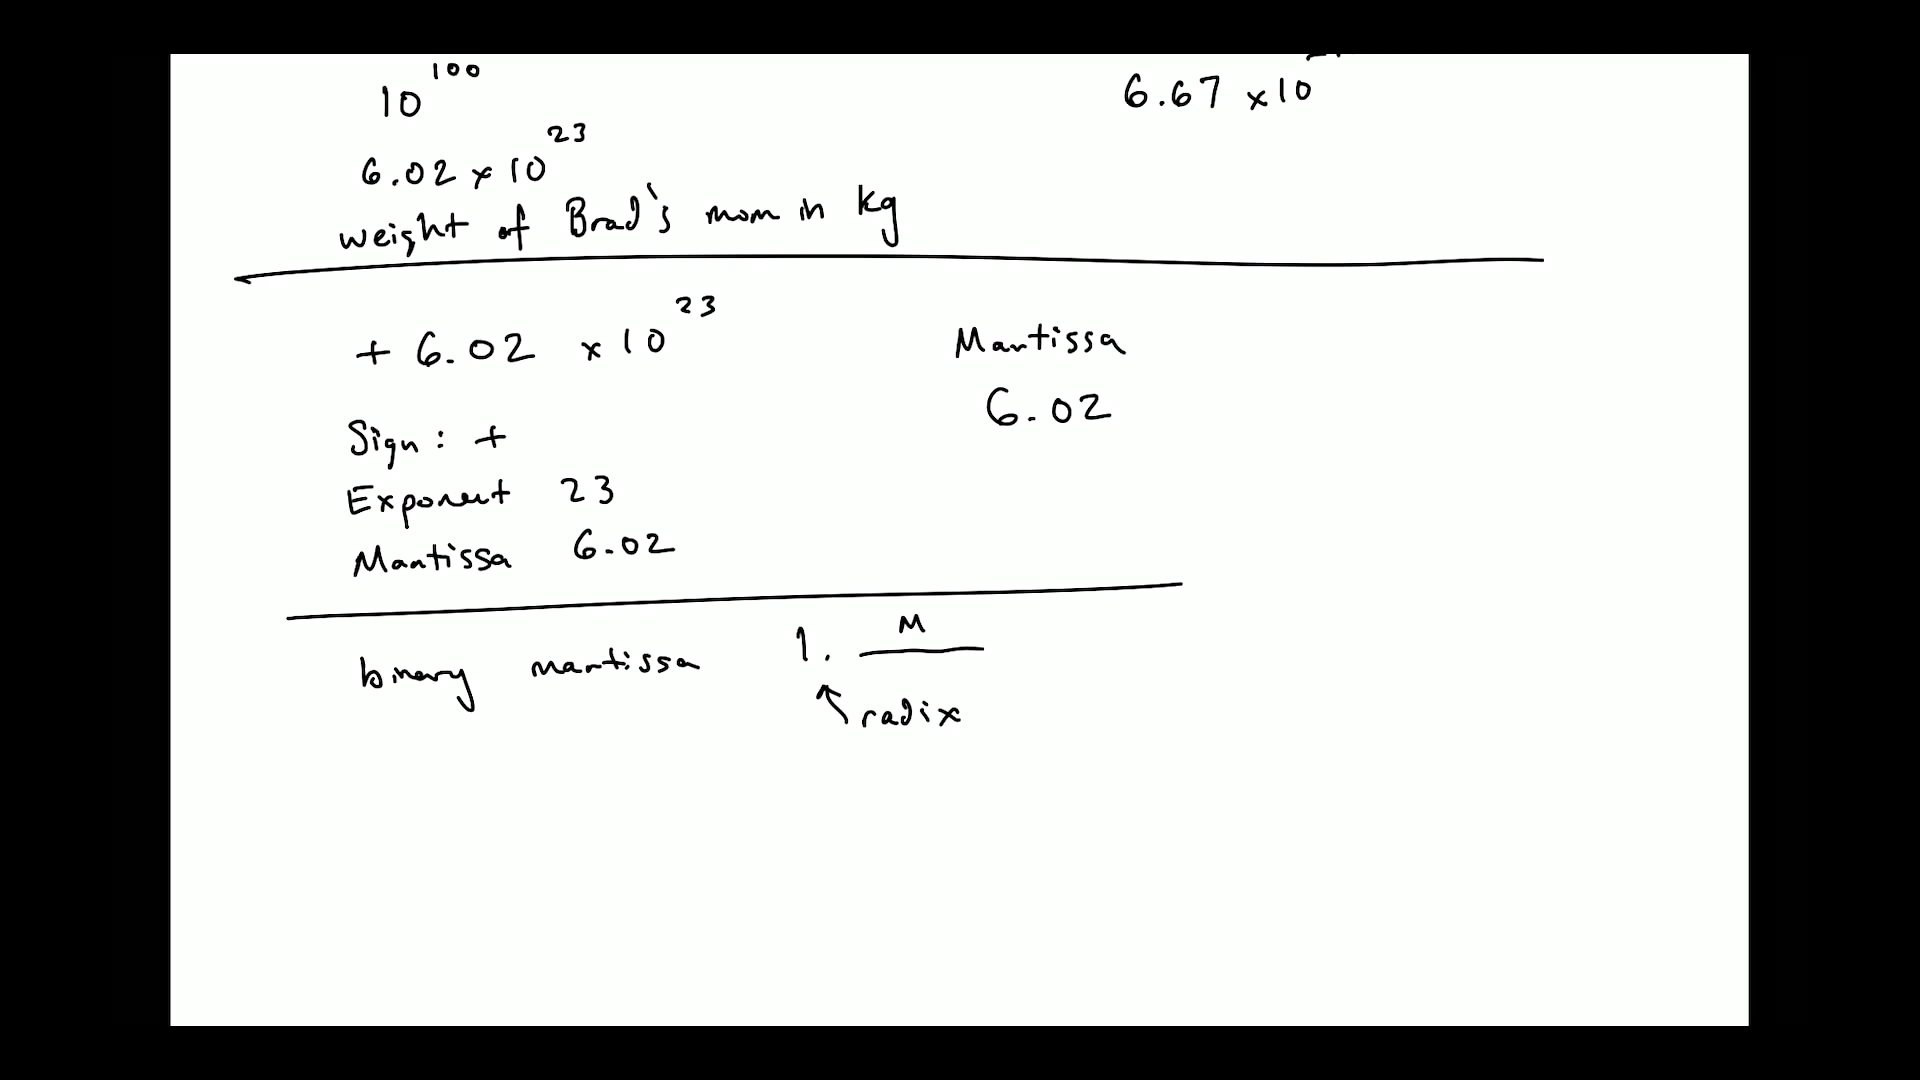 10^100
6.67 x 10
6.02 x 10^23
weight of Brad's mom in kg
+ 6.02 x 10^23
Mantissa
6.02
Sign: +
Exponent 23
Mantissa 6.02
binary mantissa 1. M
radix